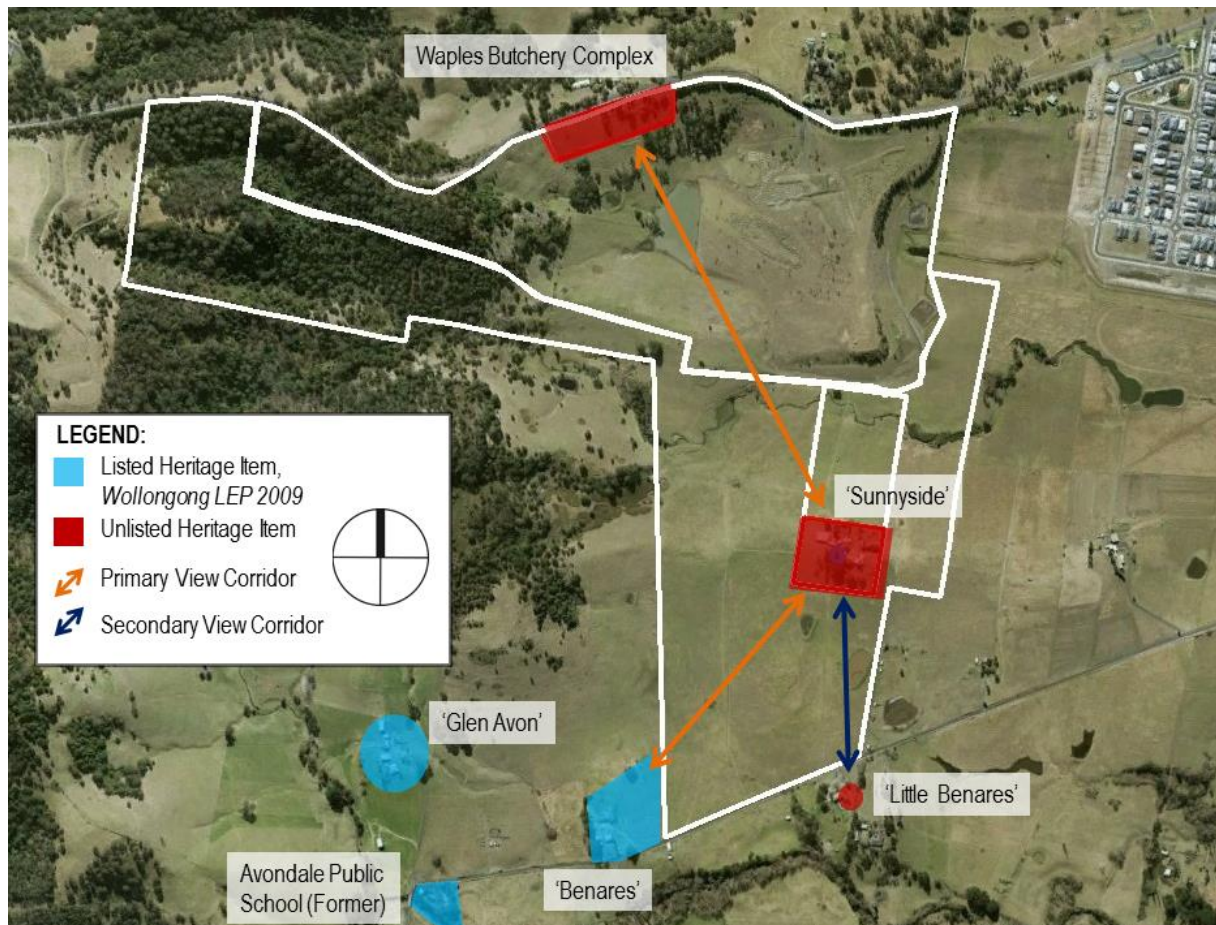 Waples Butchery Complex
LEGEND:
Listed Heritage Item,
Wollongong LEP 2009
Unlisted Heritage Item
Primary View Corridor
Secondary View Corridor
'Sunnyside'
'Glen Avon'
'Little Benares'
Avondale Public
School (Former)
'Benares'